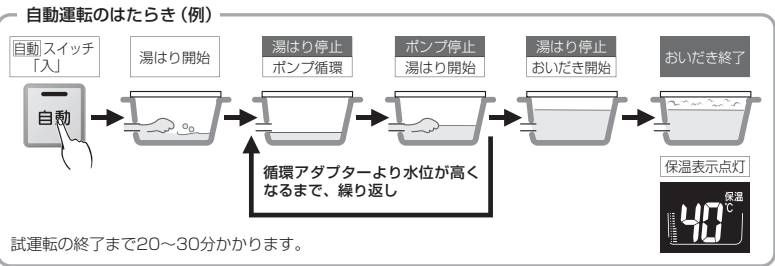 自動運転のはたらき(例)
自動スイッチ
「入」
湯はり開始
湯はり停止
ポンプ循環
ポンプ停止
湯はり開始
湯はり停止
おいだき開始
おいだき終了
自動
循環アダプターより水位が高く
なるまで、繰り返し
保温表示点灯
保温
40℃
試運転の終了まで20〜30分かかります。